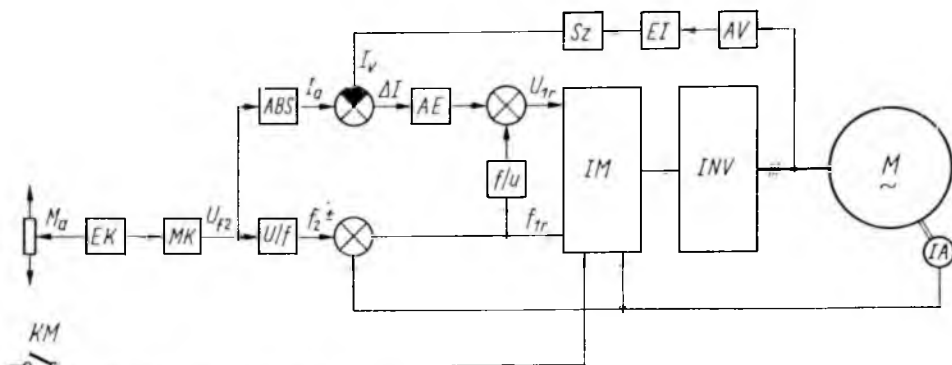 Sz EI AV
I_v
I_a ΔI U_1r
ABS AE
f/u IM INV M
~
M_a U_f2 f_2 ± f_1r
EK MK U/f IA
KM